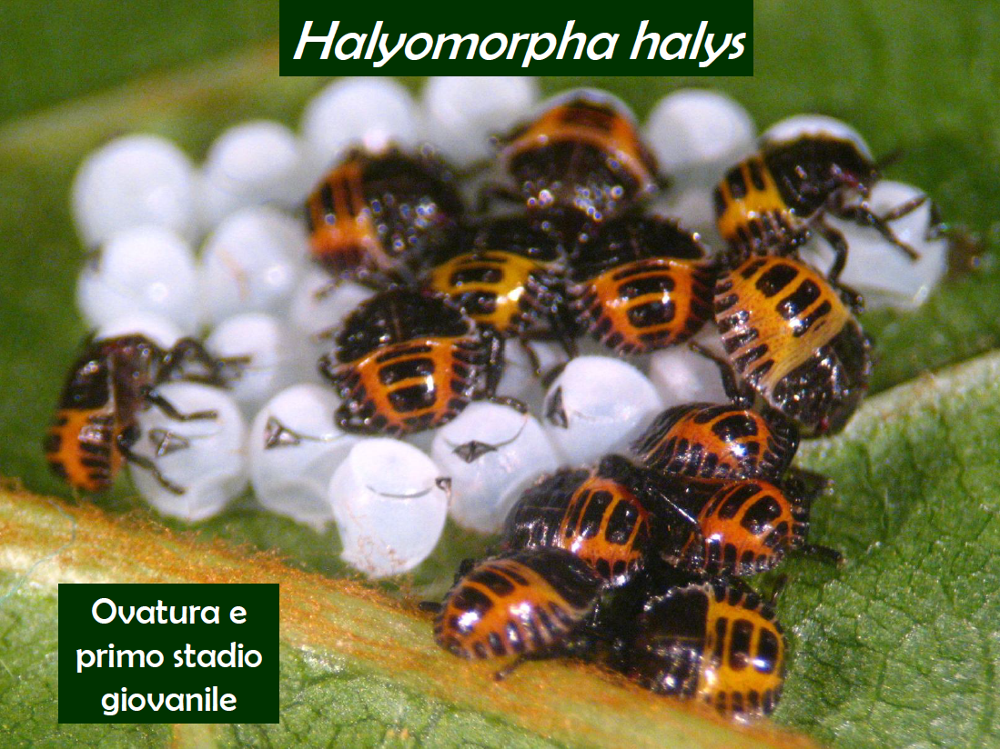 Halyomorpha halys
Ovatura e
primo stadio
giovanile